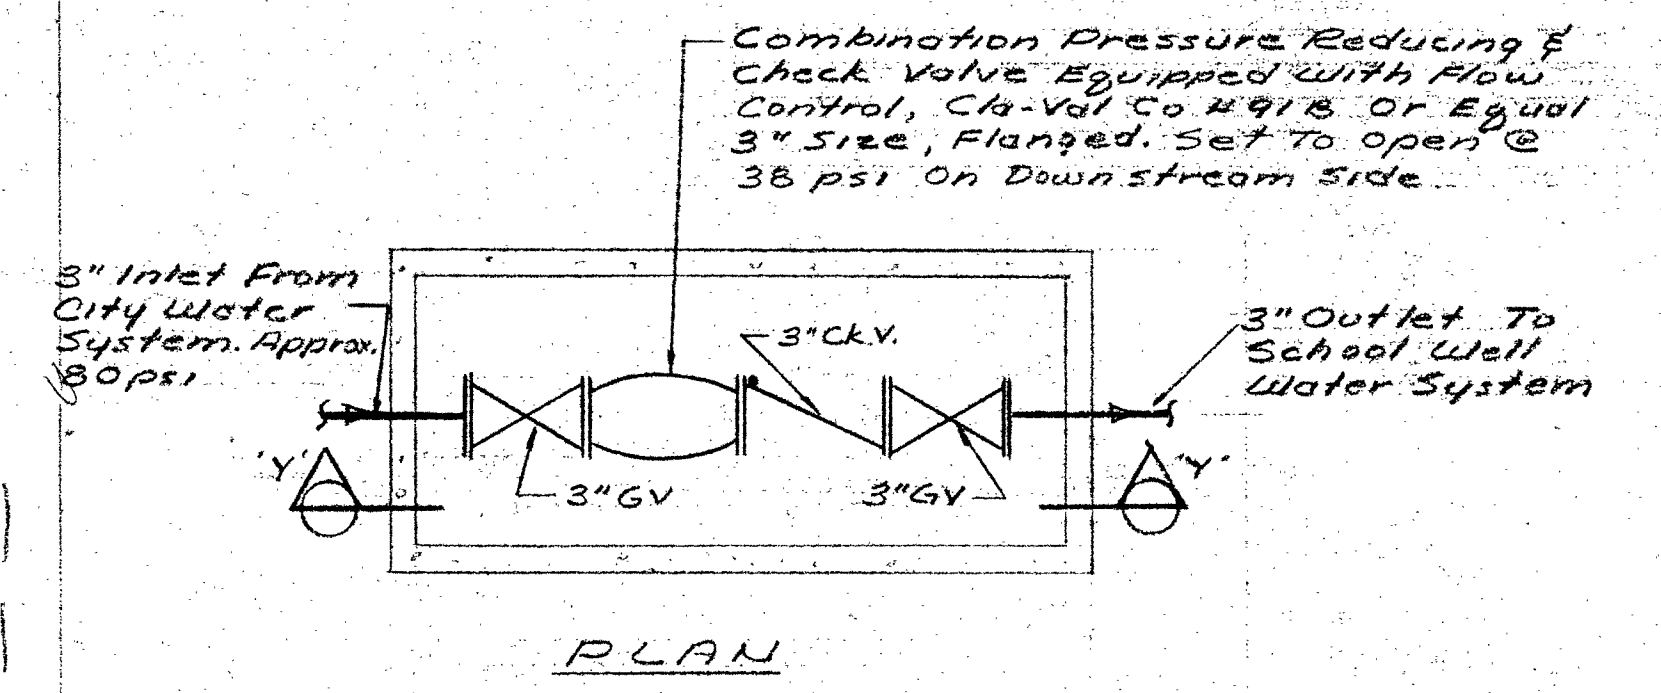 Combination Pressure Reducing &
Check Valve Equipped With Flow
Control, Cla-Val Co #91B Or Equal
3" Size, Flanged. Set To Open @
38 psi On Downstream Side
3" Inlet From
City Water
System. Approx.
80 psi
3" Ck.V.
3" Outlet To
School Well
Water System
'Y'
3" GV
3" GV
'Y'
PLAN